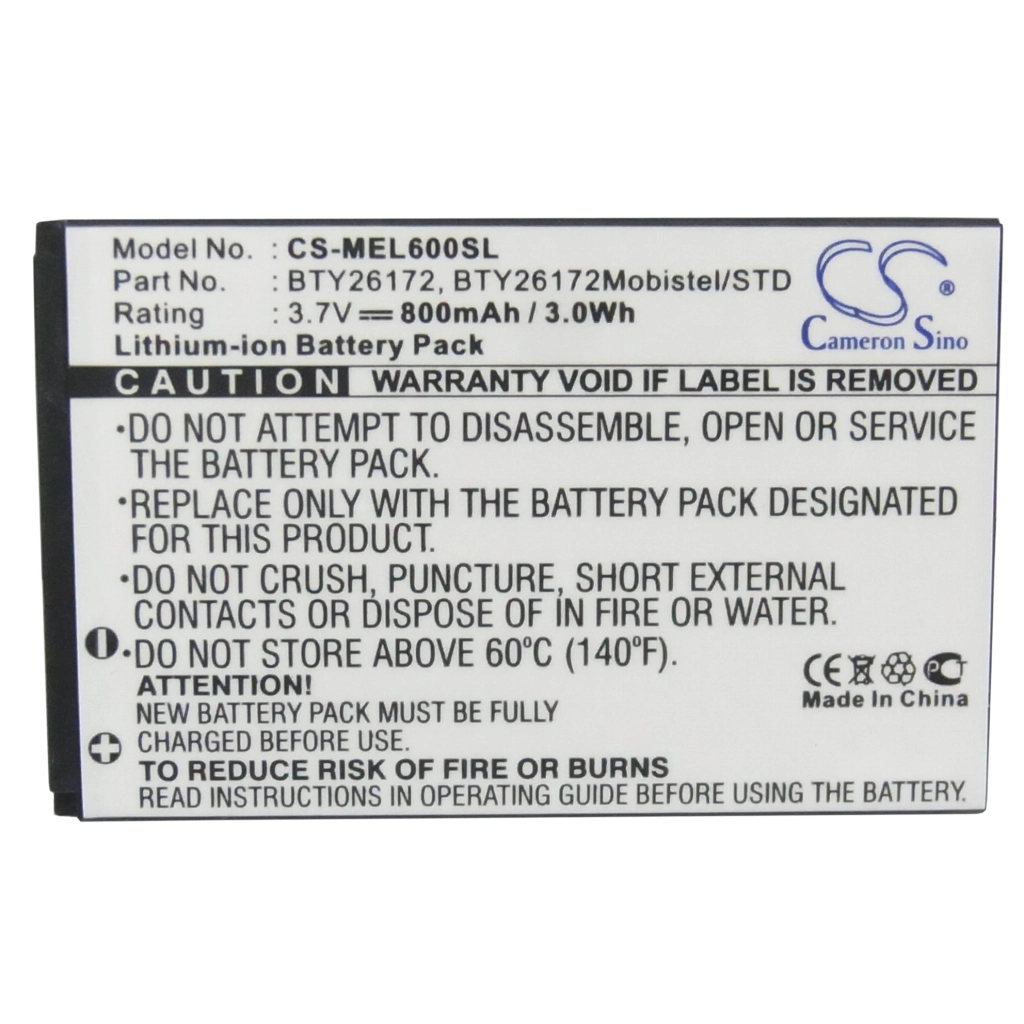 Model No. : CS-MEL600SL
Part No. : BTY26172, BTY26172Mobistel/STD
Rating : 3.7V 800mAh / 3.0Wh
Lithium-ion Battery Pack
CS ®
Cameron Sino
CAUTION WARRANTY VOID IF LABEL IS REMOVED
•DO NOT ATTEMPT TO DISASSEMBLE, OPEN OR SERVICE
THE BATTERY PACK.
•REPLACE ONLY WITH THE BATTERY PACK DESIGNATED
FOR THIS PRODUCT.
•DO NOT CRUSH, PUNCTURE, SHORT EXTERNAL
CONTACTS OR DISPOSE OF IN FIRE OR WATER.
•DO NOT STORE ABOVE 60°C (140°F).
ATTENTION!
NEW BATTERY PACK MUST BE FULLY
CHARGED BEFORE USE.
TO REDUCE RISK OF FIRE OR BURNS
READ INSTRUCTIONS IN OPERATING GUIDE BEFORE USING THE BATTERY.
CE PCT
Made In China